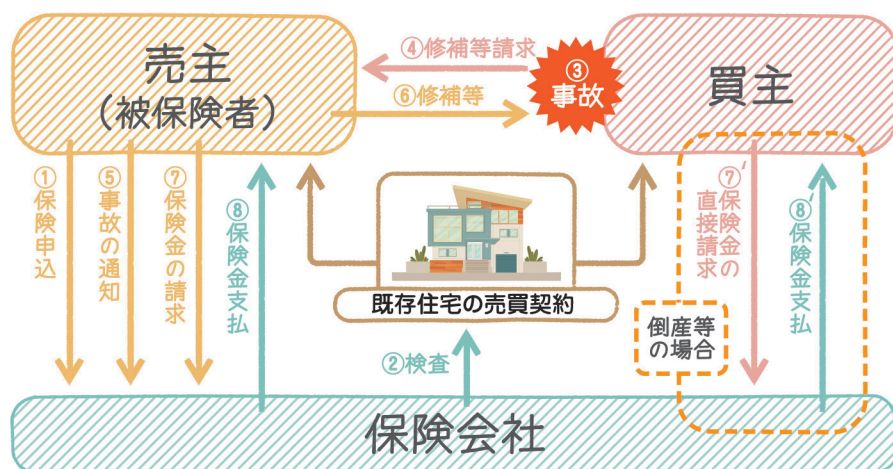 売主
（被保険者）
④修補等請求
⑥修補等
③
事故
買主
①保険申込
⑤事故の通知
⑦保険金の請求
⑧保険金支払
既存住宅の売買契約
②検査
⑦'保険金の
直接請求
⑧'保険金支払
倒産等
の場合
保険会社